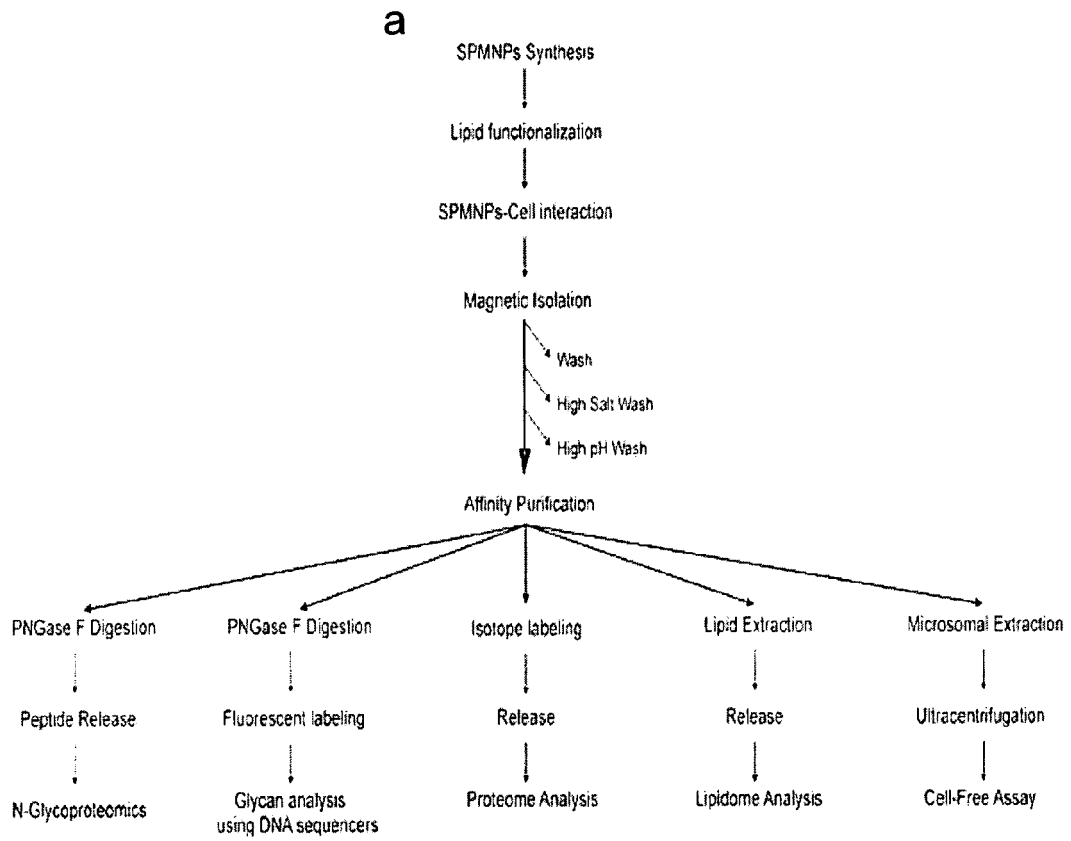 a
SPMNPs Synthesis
Lipid functionalization
SPMNPs-Cell interaction
Magnetic Isolation
Wash
High Salt Wash
High pH Wash
Affinity Purification
PNGase F Digestion
PNGase F Digestion
Isotope labeling
Lipid Extraction
Microsomal Extraction
Peptide Release
Fluorescent labeling
Release
Release
Ultracentrifugation
N-Glycoproteomics
Glycan analysis
using DNA sequencers
Proteome Analysis
Lipidome Analysis
Cell-Free Assay